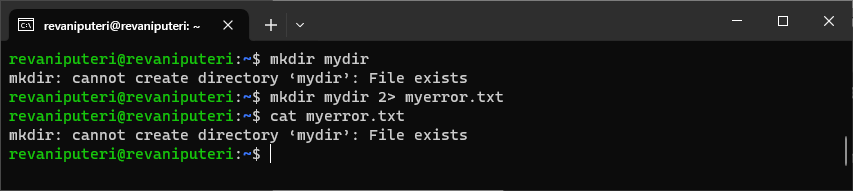 revaniputeri@revaniputeri: ~
revaniputeri@revaniputeri:~$ mkdir mydir
mkdir: cannot create directory ‘mydir’: File exists
revaniputeri@revaniputeri:~$ mkdir mydir 2> myerror.txt
revaniputeri@revaniputeri:~$ cat myerror.txt
mkdir: cannot create directory ‘mydir’: File exists
revaniputeri@revaniputeri:~$